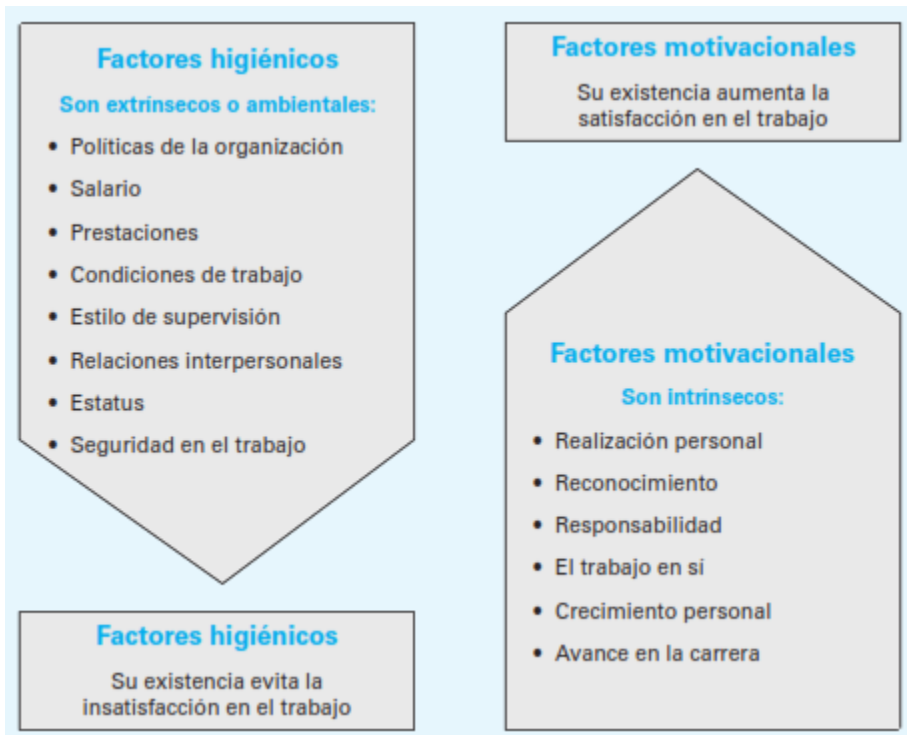 Factores higiénicos
Son extrínsecos o ambientales:
• Políticas de la organización
• Salario
• Prestaciones
• Condiciones de trabajo
• Estilo de supervisión
• Relaciones interpersonales
• Estatus
• Seguridad en el trabajo
Factores higiénicos
Su existencia evita la
insatisfacción en el trabajo
Factores motivacionales
Su existencia aumenta la
satisfacción en el trabajo
Factores motivacionales
Son intrínsecos:
• Realización personal
• Reconocimiento
• Responsabilidad
• El trabajo en sí
• Crecimiento personal
• Avance en la carrera